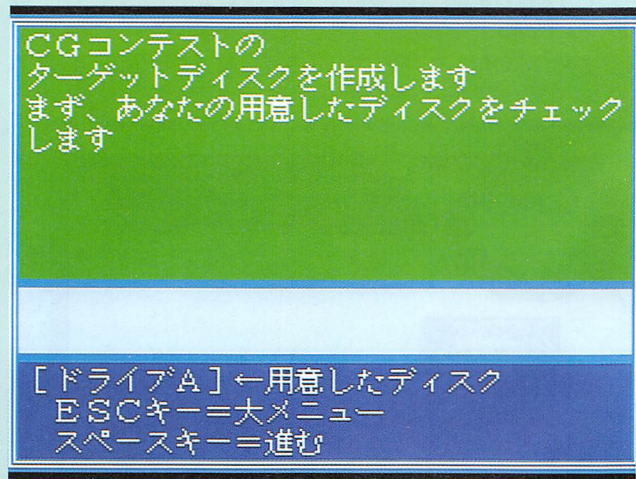 CGコンテストの
ターゲットディスクを作成します
まず、あなたの用意したディスクをチェック
します
[ドライブA]←用意したディスク
ESCキー=大メニュー
スペースキー=進む